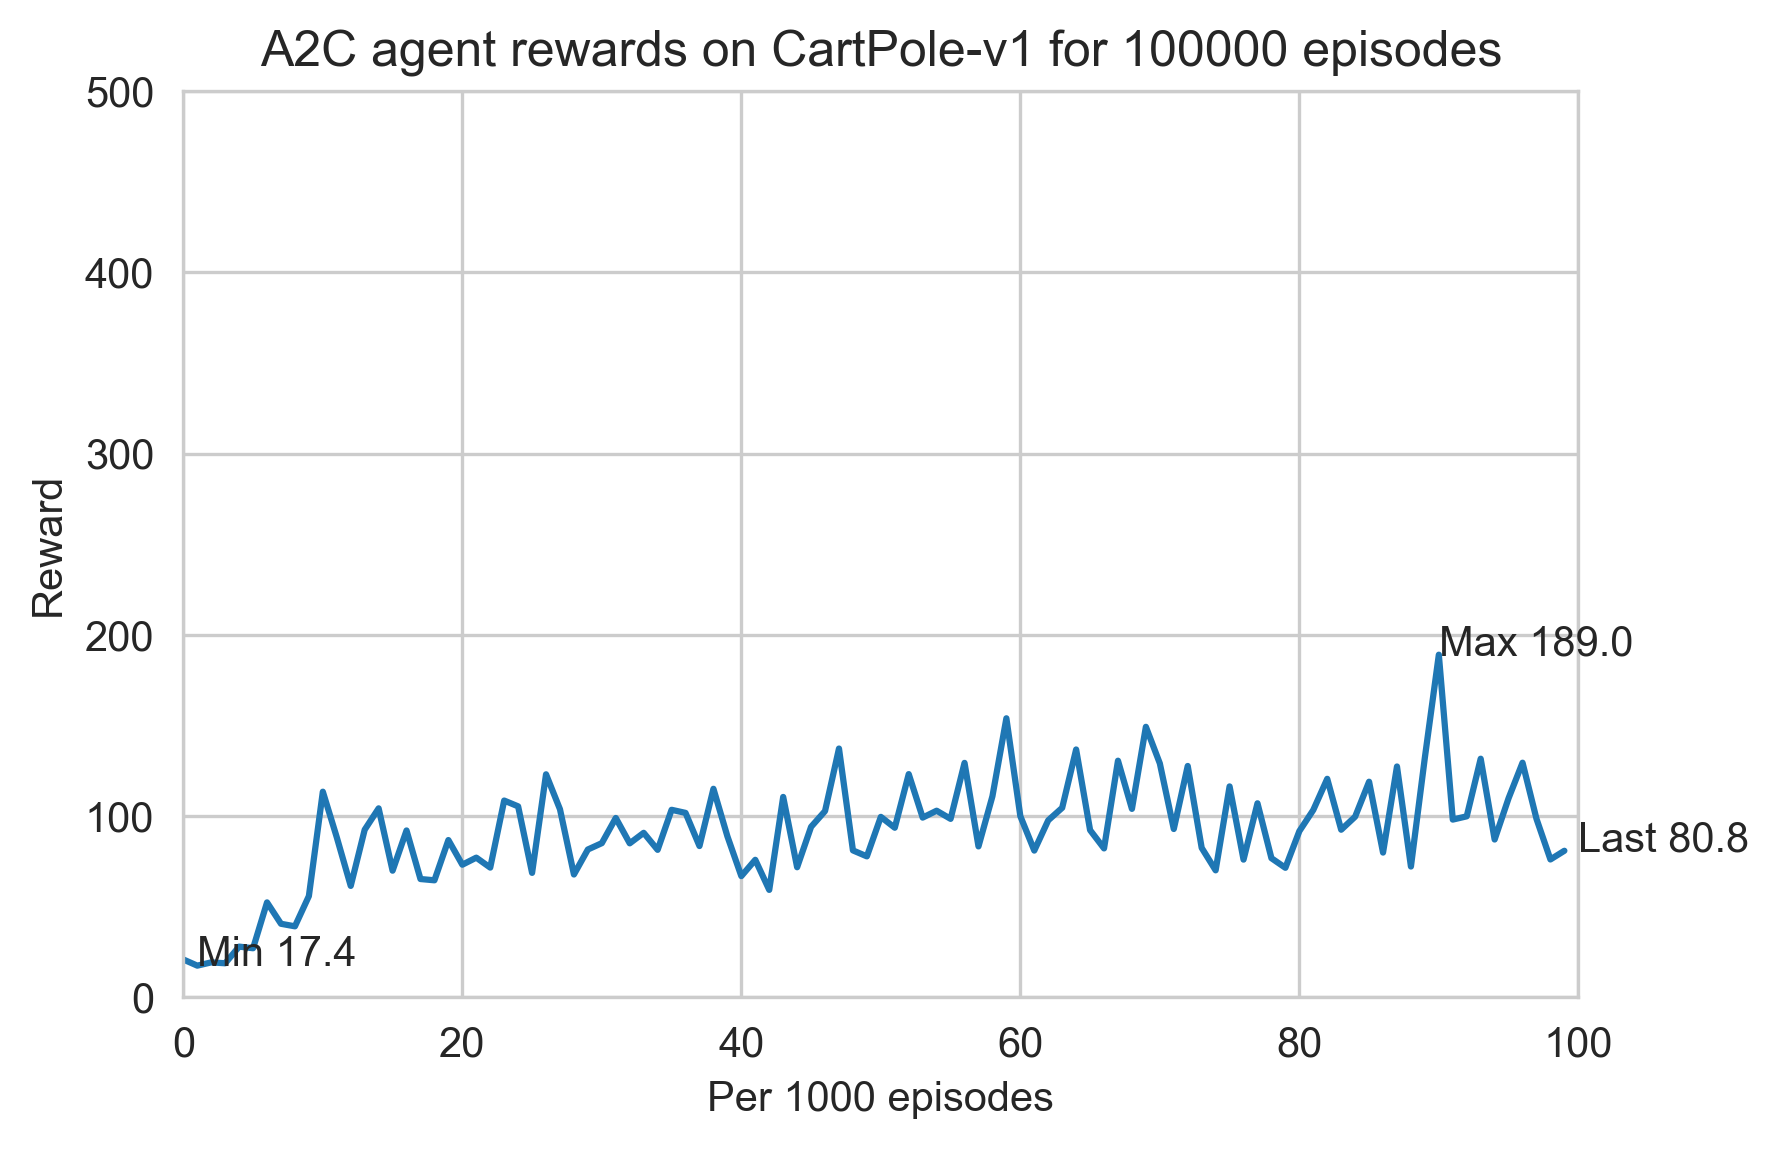 A2C agent rewards on CartPole-v1 for 100000 episodes
500
400
300
200
100
0
Reward
Max 189.0
Last 80.8
Min 17.4
0 20 40 60 80 100
Per 1000 episodes